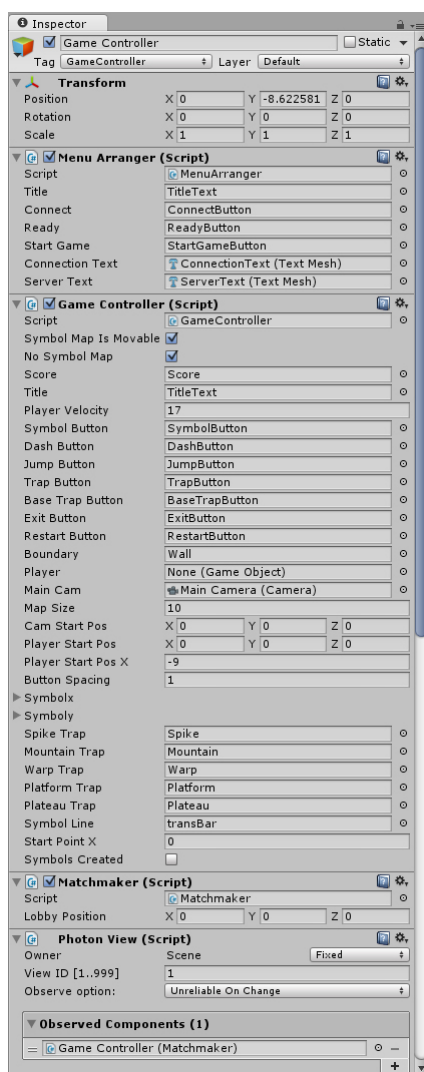 Inspector
Game Controller Static
Tag GameController Layer Default
Transform
Position X 0 Y -8.622581 Z 0
Rotation X 0 Y 0 Z 0
Scale X 1 Y 1 Z 1
Menu Arranger (Script)
Script MenuArranger
Title TitleText
Connect ConnectButton
Ready ReadyButton
Start Game StartGameButton
Connection Text ConnectionText (Text Mesh)
Server Text ServerText (Text Mesh)
Game Controller (Script)
Script GameController
Symbol Map Is Movable
No Symbol Map
Score Score
Title TitleText
Player Velocity 17
Symbol Button SymbolButton
Dash Button DashButton
Jump Button JumpButton
Trap Button TrapButton
Base Trap Button BaseTrapButton
Exit Button ExitButton
Restart Button RestartButton
Boundary Wall
Player None (Game Object)
Main Cam Main Camera (Camera)
Map Size 10
Cam Start Pos X 0 Y 0 Z 0
Player Start Pos X 0 Y 0 Z 0
Player Start Pos X -9
Button Spacing 1
Symbolx
Symboly
Spike Trap Spike
Mountain Trap Mountain
Warp Trap Warp
Platform Trap Platform
Plateau Trap Plateau
Symbol Line transBar
Start Point X 0
Symbols Created
Matchmaker (Script)
Script Matchmaker
Lobby Position X 0 Y 0 Z 0
Photon View (Script)
Owner Scene Fixed
View ID [1..999] 1
Observe option: Unreliable On Change
Observed Components (1)
Game Controller (Matchmaker)